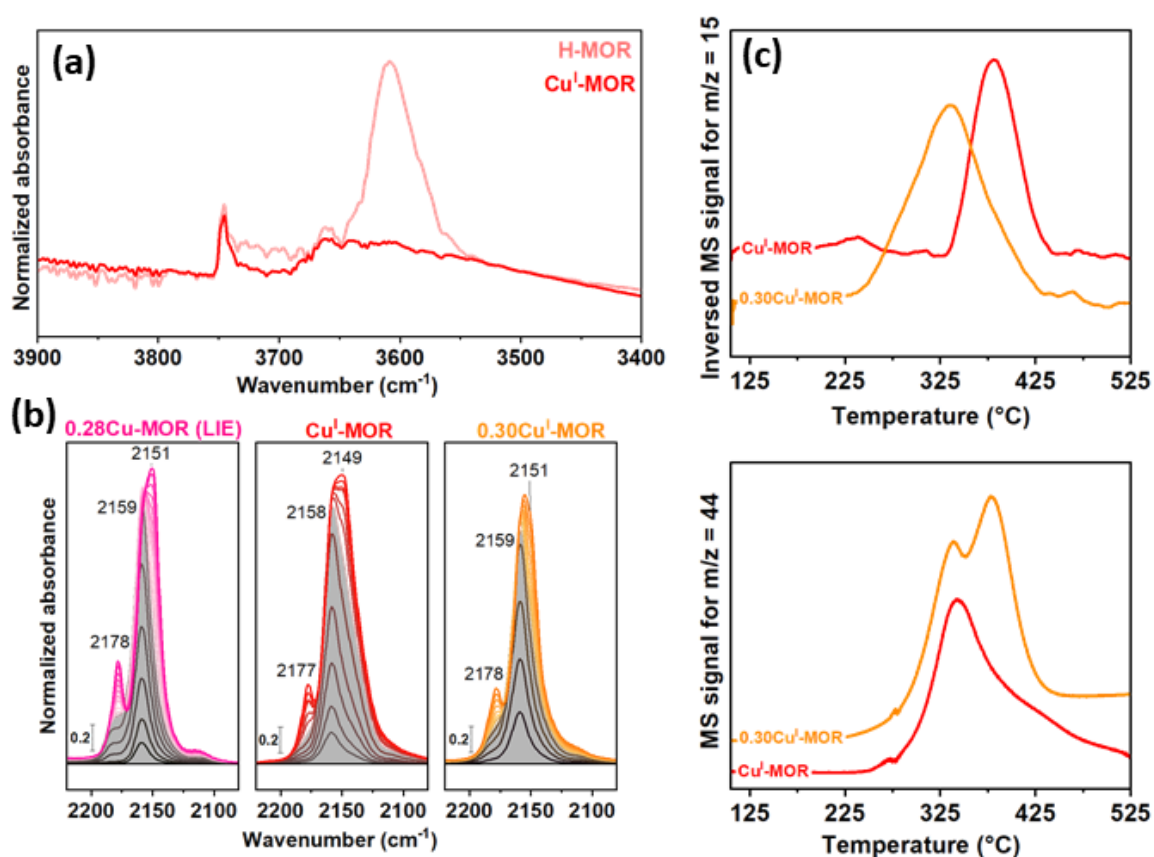 (a)
H-MOR
Cuᴵ-MOR
Normalized absorbance
3900 3800 3700 3600 3500 3400
Wavenumber (cm⁻¹)
(b)
0.28Cu-MOR (LIE) Cuᴵ-MOR 0.30Cuᴵ-MOR
Normalized absorbance
2151
2159
2178
0.2
2200 2150 2100
2149
2158
2177
0.2
2200 2150 2100
2151
2159
2178
0.2
2200 2150 2100
Wavenumber (cm⁻¹)
(c)
Inversed MS signal for m/z = 15
Cuᴵ-MOR
0.30Cuᴵ-MOR
125 225 325 425 525
Temperature (°C)
MS signal for m/z = 44
0.30Cuᴵ-MOR
Cuᴵ-MOR
125 225 325 425 525
Temperature (°C)